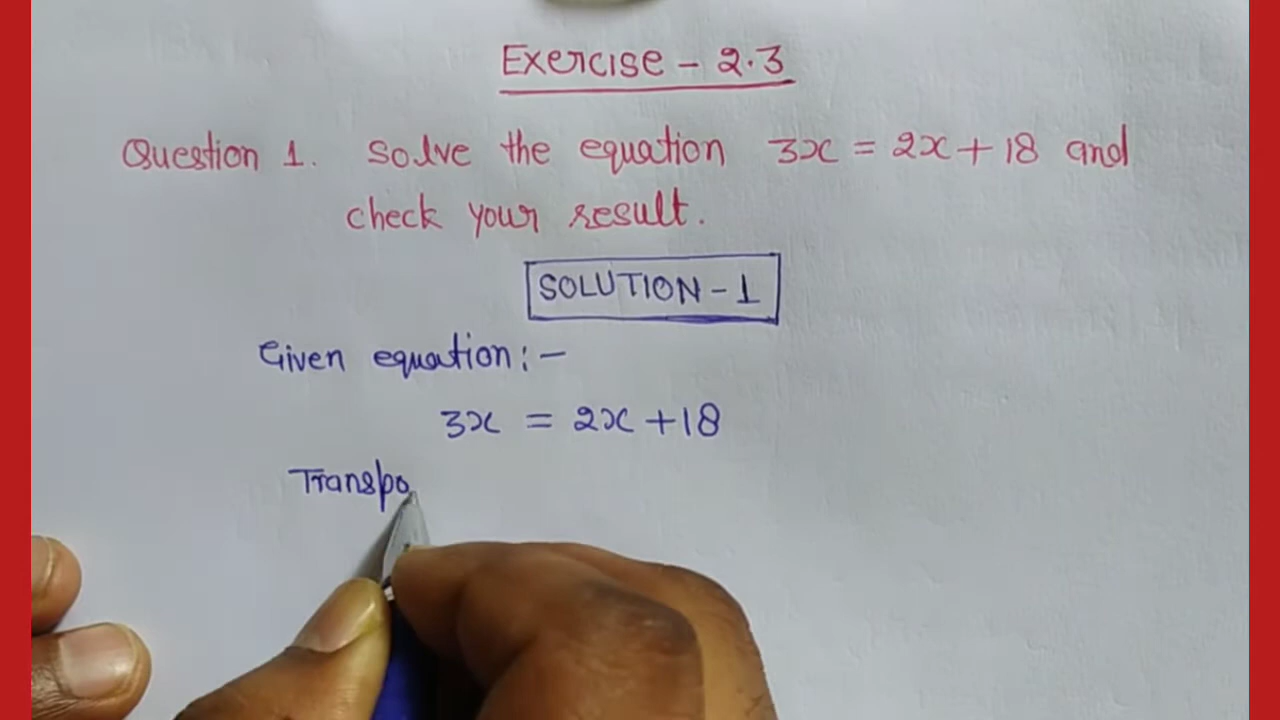 Exercise - 2.3
Question 1. Solve the equation 3x = 2x + 18 and
check your result.
SOLUTION - 1
Given equation :-
3x = 2x + 18
Transpo